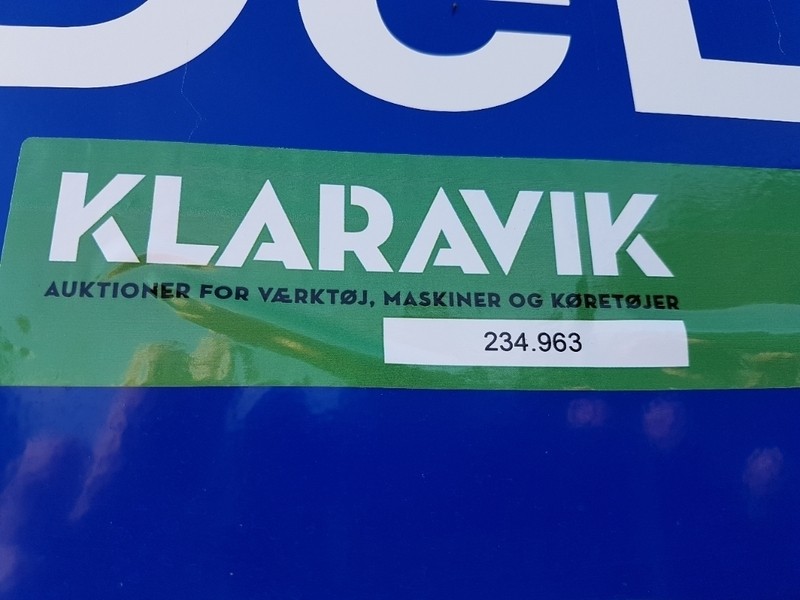 KLARAVIK
AUKTIONER FOR VÆRKTØJ, MASKINER OG KØRETØJER
234.963